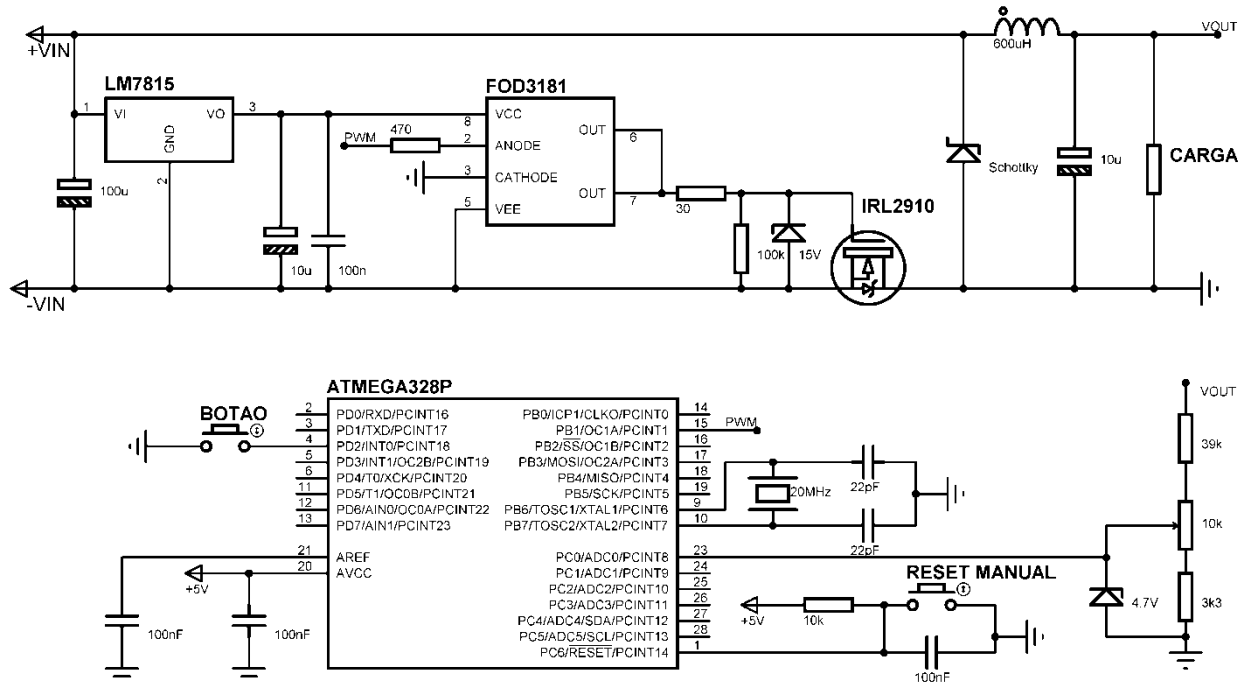 +VIN
LM7815
1
VI
VO
3
GND
2
100u
10u
100n
PWM
470
FOD3181
8
VCC
2
ANODE
3
CATHODE
5
VEE
OUT
6
OUT
7
30
100k
15V
IRL2910
Schottky
600uH
VOUT
10u
CARGA
-VIN
ATMEGA328P
BOTAO
2 PD0/RXD/PCINT16
3 PD1/TXD/PCINT17
4 PD2/INT0/PCINT18
5 PD3/INT1/OC2B/PCINT19
6 PD4/T0/XCK/PCINT20
11 PD5/T1/OC0B/PCINT21
12 PD6/AIN0/OC0A/PCINT22
13 PD7/AIN1/PCINT23
21 AREF
20 AVCC
+5V
100nF
100nF
PB0/ICP1/CLKO/PCINT0 14
PB1/OC1A/PCINT1 15
PWM
PB2/SS/OC1B/PCINT2 16
PB3/MOSI/OC2A/PCINT3 17
PB4/MISO/PCINT4 18
PB5/SCK/PCINT5 19
PB6/TOSC1/XTAL1/PCINT6 9
PB7/TOSC2/XTAL2/PCINT7 10
20MHz
22pF
22pF
PC0/ADC0/PCINT8 23
PC1/ADC1/PCINT9 24
PC2/ADC2/PCINT10 25
PC3/ADC3/PCINT11 26
PC4/ADC4/SDA/PCINT12 27
PC5/ADC5/SCL/PCINT13 28
PC6/RESET/PCINT14 1
RESET MANUAL
+5V
10k
100nF
VOUT
39k
10k
4.7V
3k3